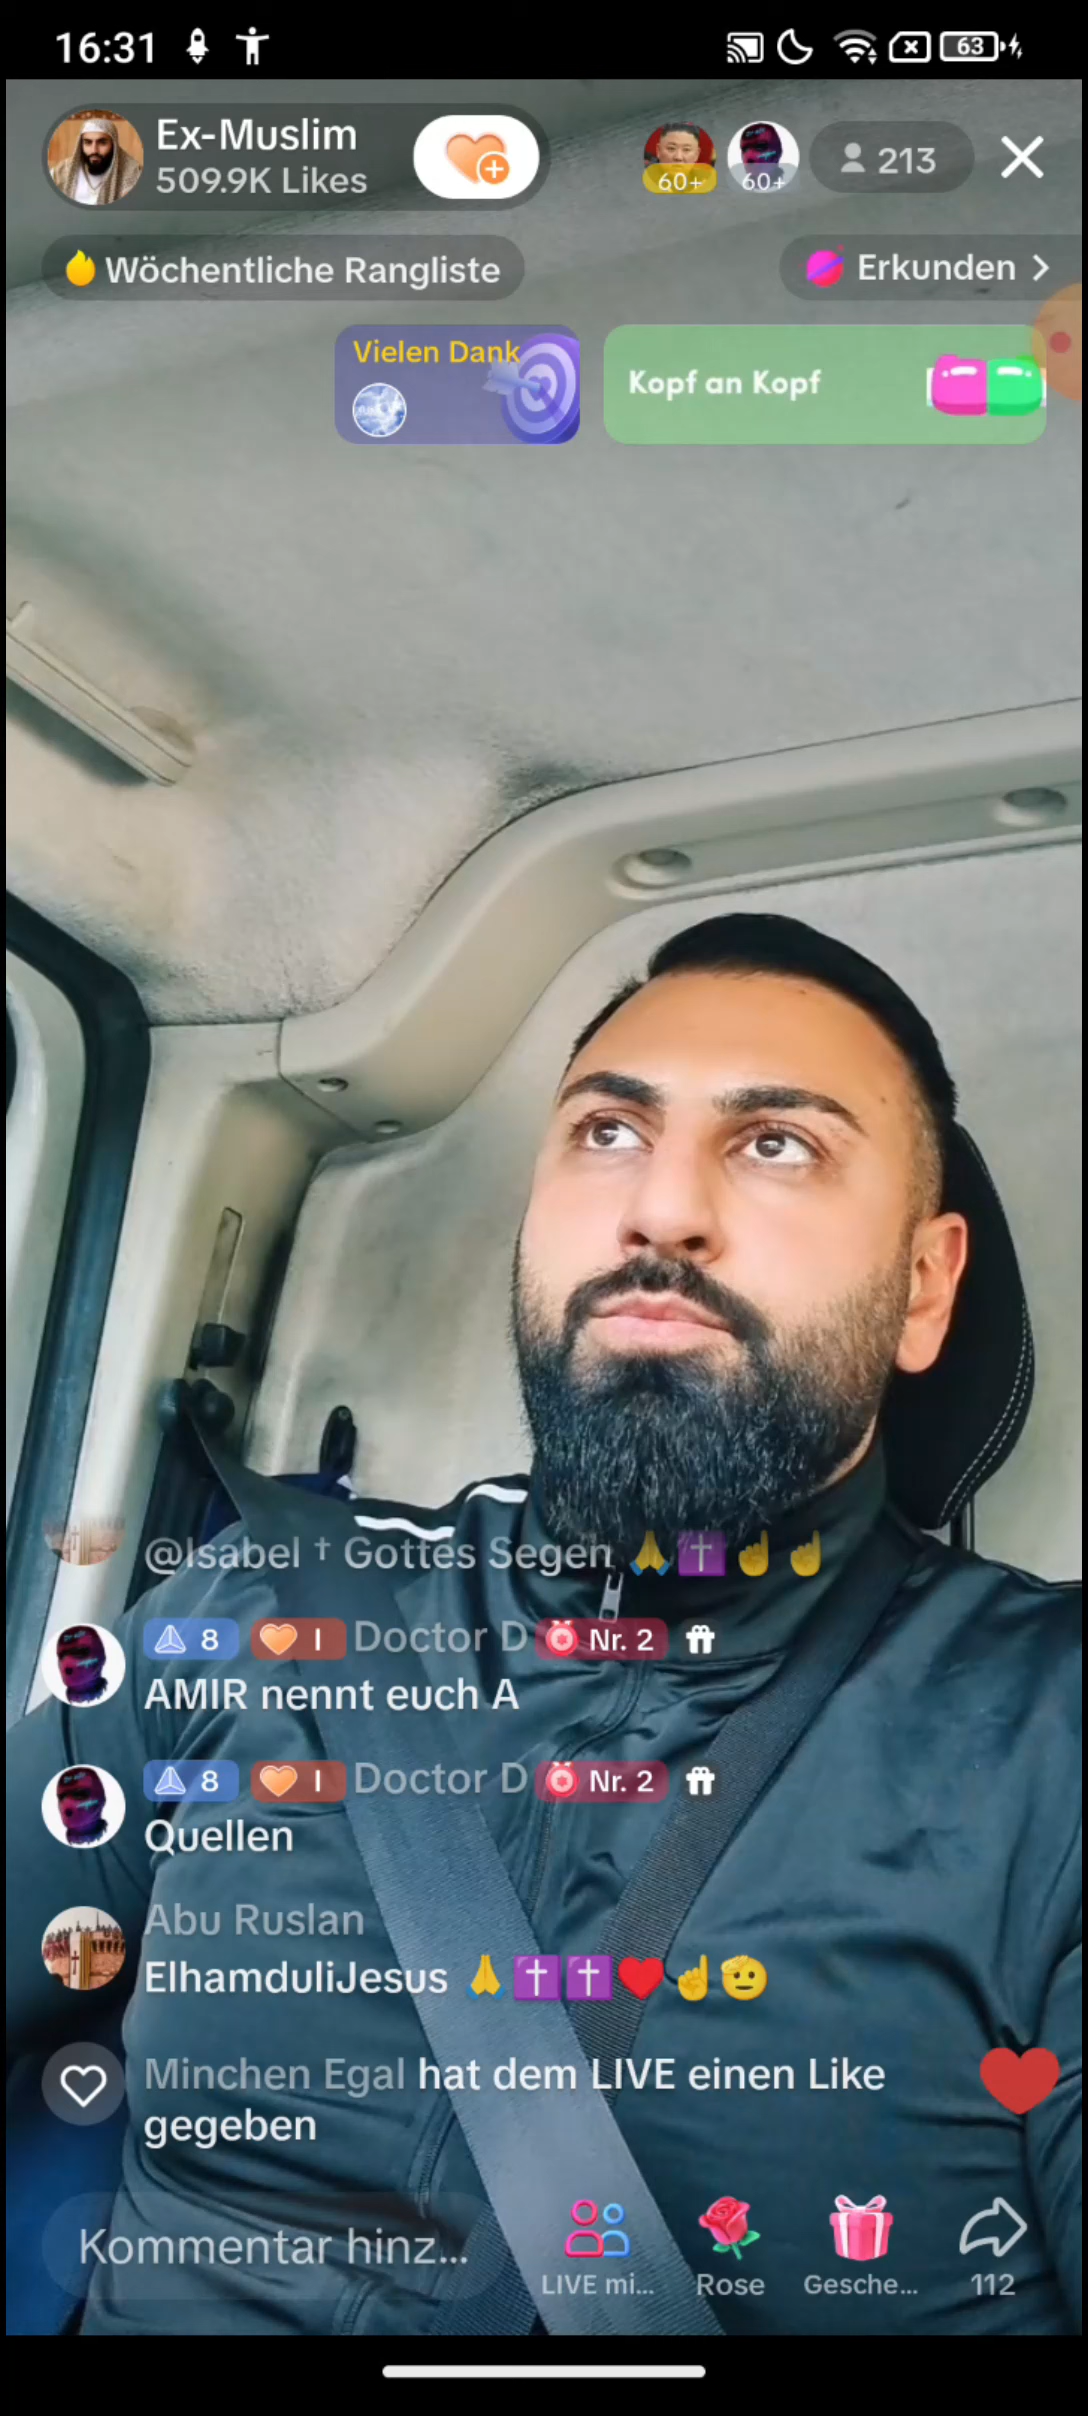 16:31
63
Ex-Muslim
509.9K Likes
60+
60+
213
Wöchentliche Rangliste
Erkunden >
Vielen Dank
Kopf an Kopf
@Isabel † Gottes Segen 🙏✝️☝️☝️
8 I Doctor D Nr. 2
AMIR nennt euch A
8 I Doctor D Nr. 2
Quellen
Abu Ruslan
ElhamduliJesus 🙏✝️✝️❤️☝️🫡
Minchen Egal hat dem LIVE einen Like
gegeben
Kommentar hinz...
LIVE mi...
Rose
Gesche...
112